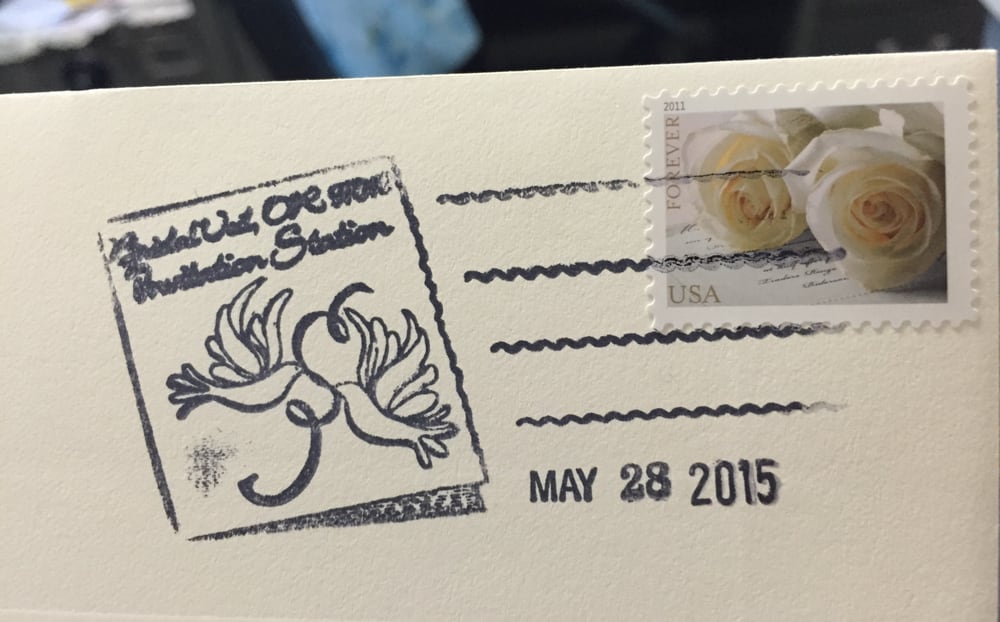 Bridal Veil, OR 97010
Invitation Station
MAY 28 2015
2011
FOREVER
USA